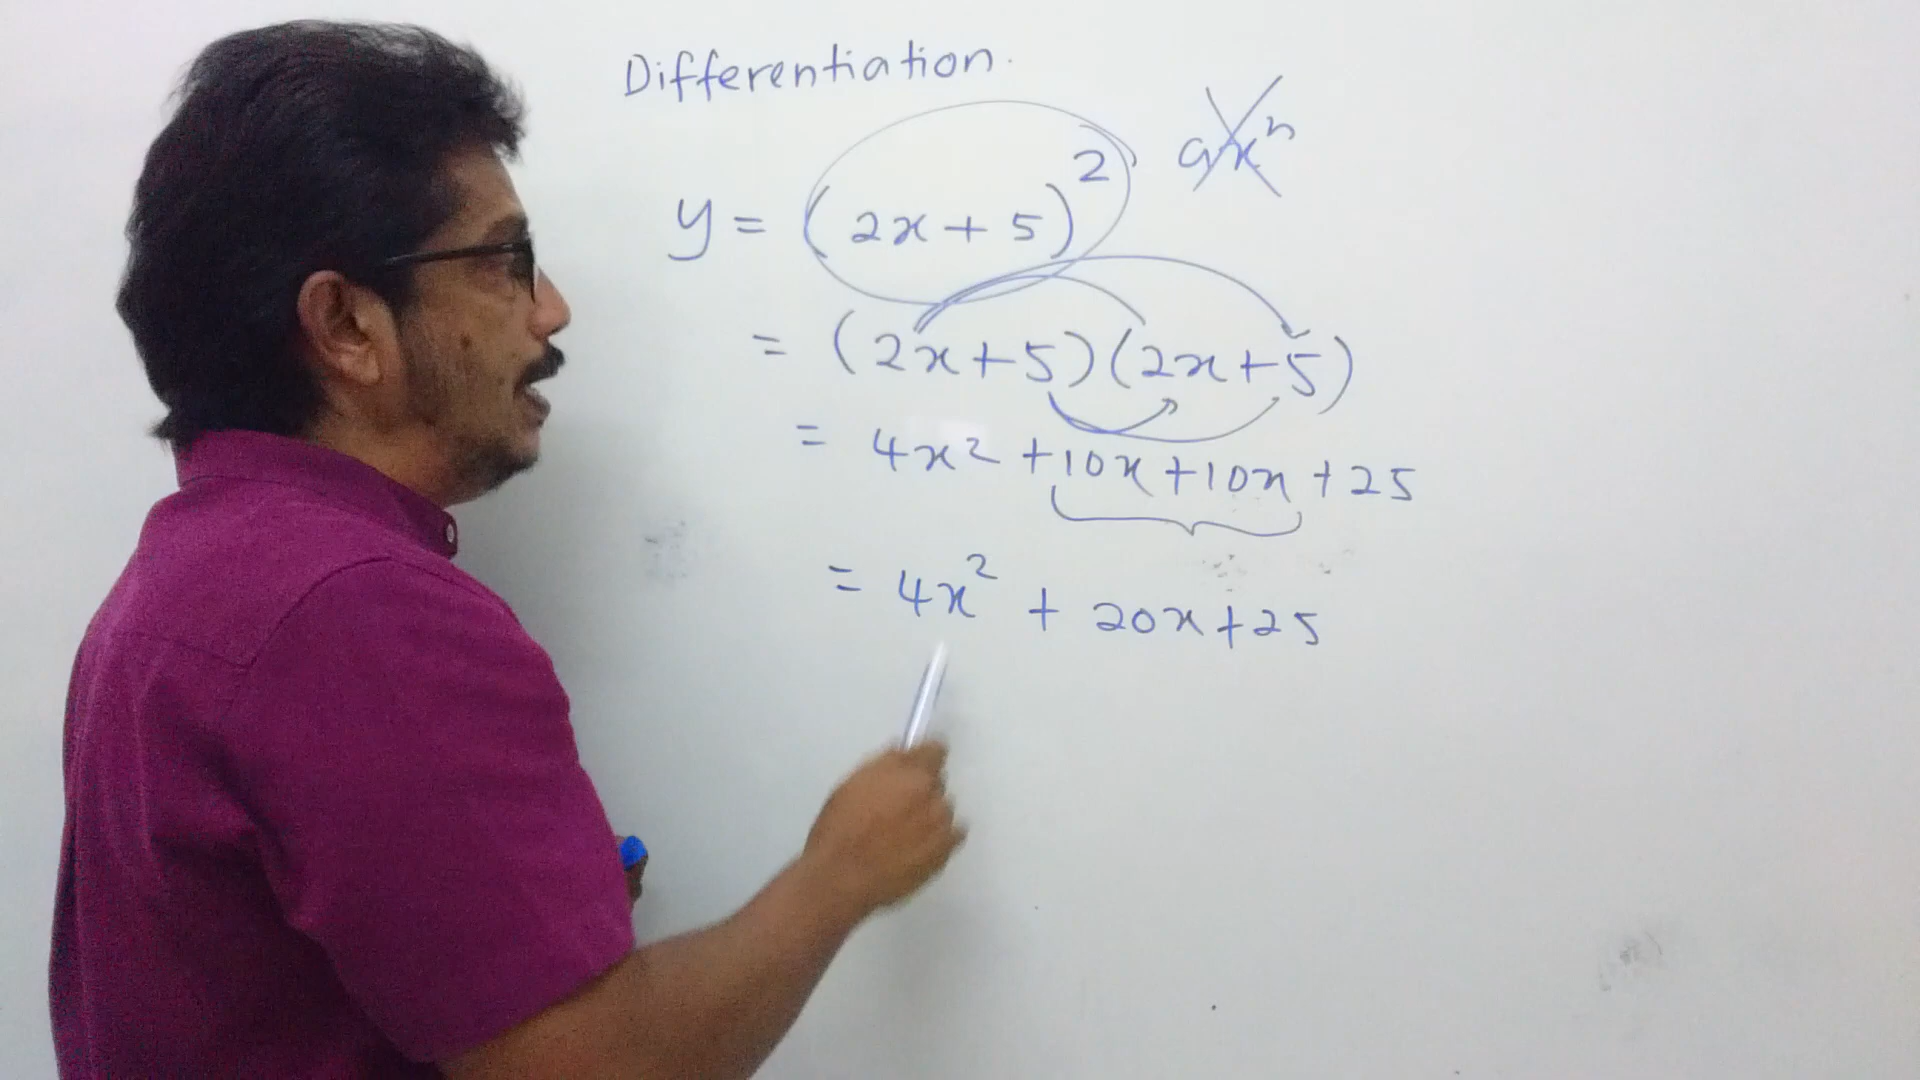 Differentiation.
axⁿ
y = (2x + 5)²
= (2x + 5)(2x + 5)
= 4x² + 10x + 10x + 25
= 4x² + 20x + 25